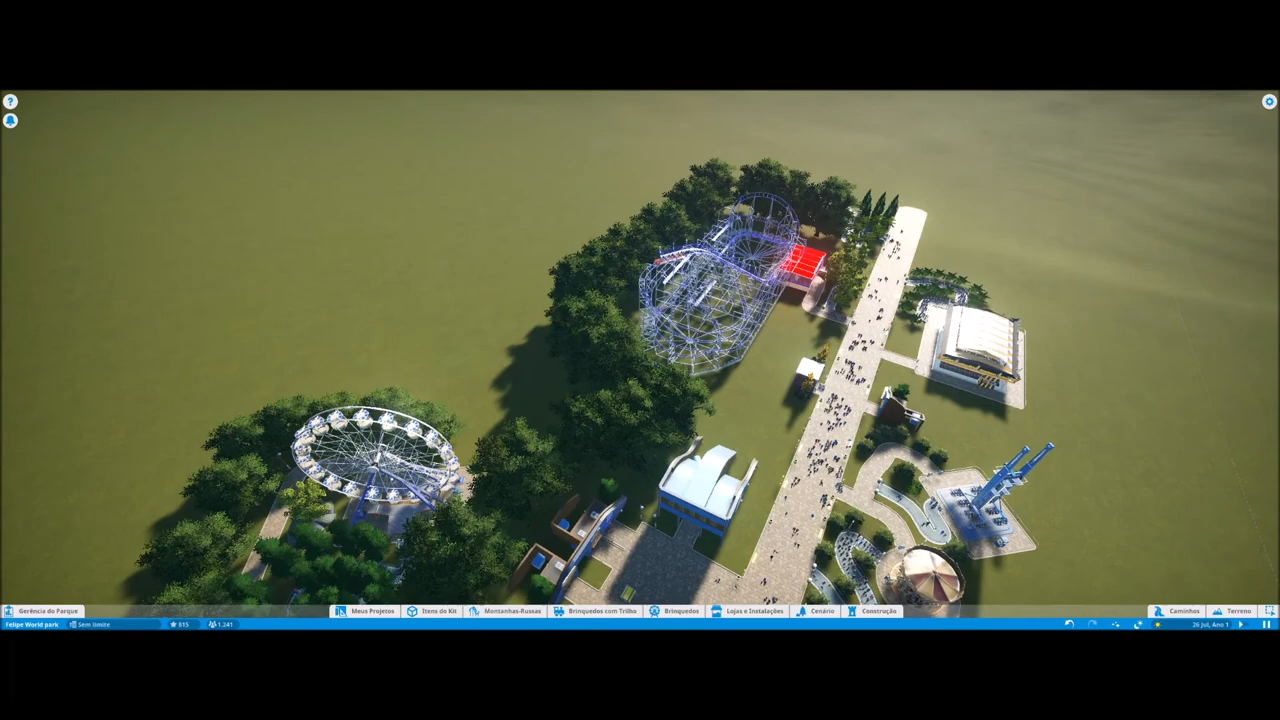 ?
Gerência do Parque
Meus Projetos
Itens do Kit
Montanhas-Russas
Brinquedos com Trilho
Brinquedos
Lojas e Instalações
Cenário
Construção
Caminhos
Terreno
Felipe World park
Sem limite
815
1.241
26 Jul, Ano 1